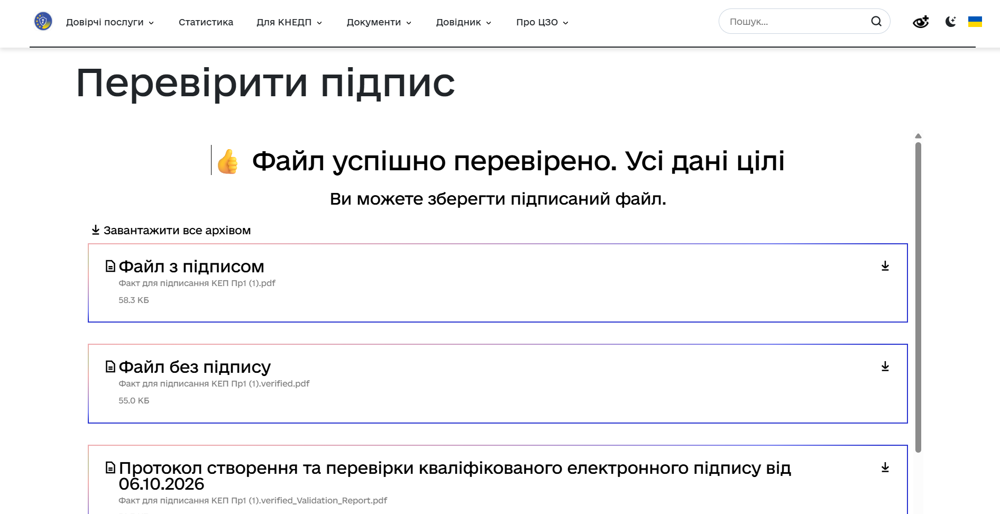 Довірчі послуги
Статистика
Для КНЕДП
Документи
Довідник
Про ЦЗО
Пошук...
Перевірити підпис
Файл успішно перевірено. Усі дані цілі
Ви можете зберегти підписаний файл.
Завантажити все архівом
Файл з підписом
Факт для підписання КЕП Пр1 (1).pdf
58.3 КБ
Файл без підпису
Факт для підписання КЕП Пр1 (1).verified.pdf
55.0 КБ
Протокол створення та перевірки кваліфікованого електронного підпису від
06.10.2026
Факт для підписання КЕП Пр1 (1).verified_Validation_Report.pdf